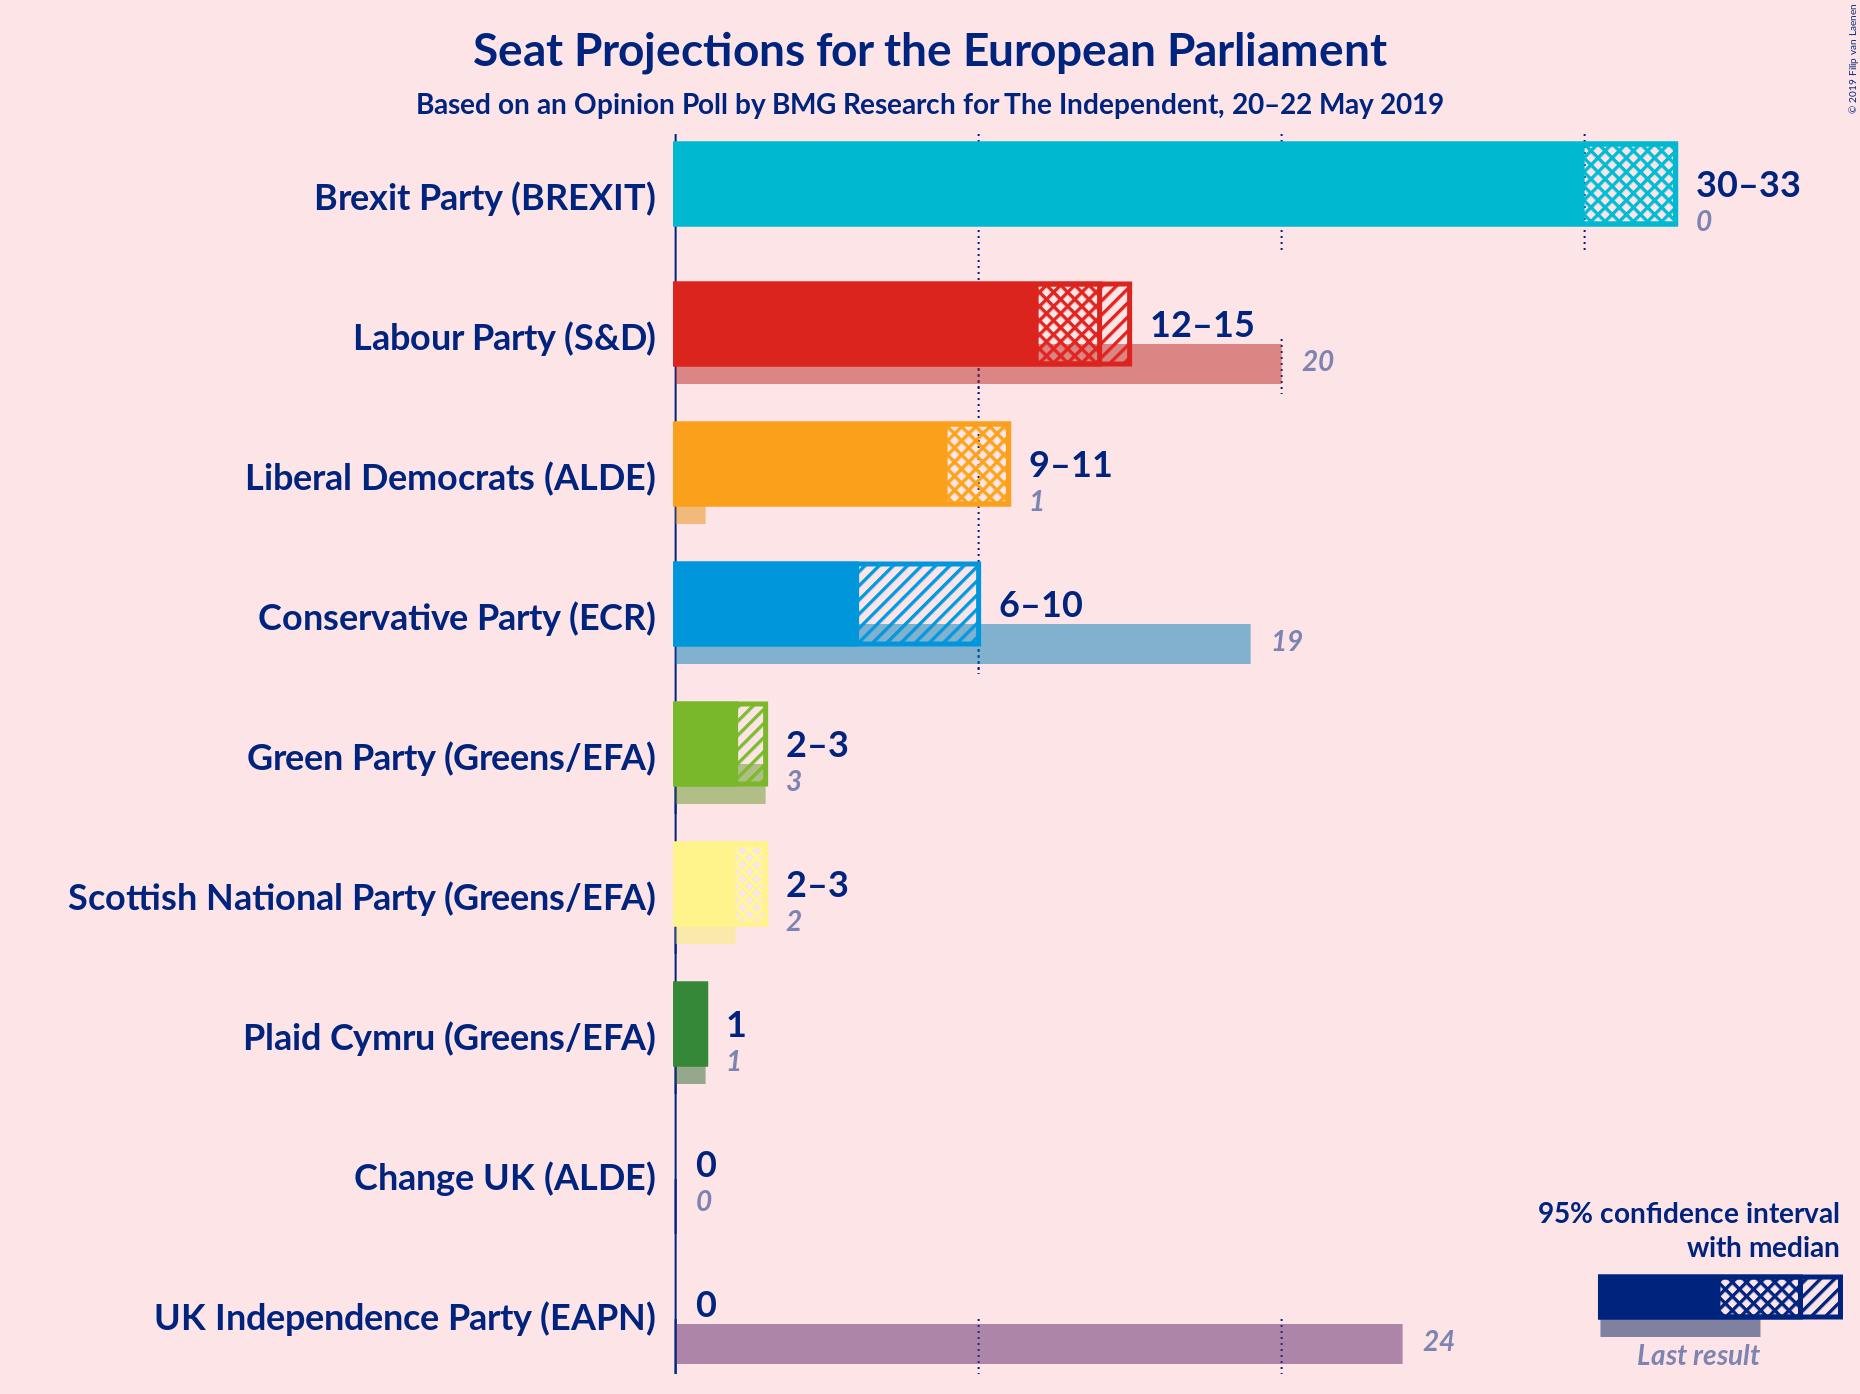 Seat Projections for the European Parliament
Based on an Opinion Poll by BMG Research for The Independent, 20–22 May 2019
© 2019 Filip van Laenen
Brexit Party (BREXIT)
30–33
0
Labour Party (S&D)
12–15
20
Liberal Democrats (ALDE)
9–11
1
Conservative Party (ECR)
6–10
19
Green Party (Greens/EFA)
2–3
3
Scottish National Party (Greens/EFA)
2–3
2
Plaid Cymru (Greens/EFA)
1
1
Change UK (ALDE)
0
0
UK Independence Party (EAPN)
0
24
95% confidence interval
with median
Last result